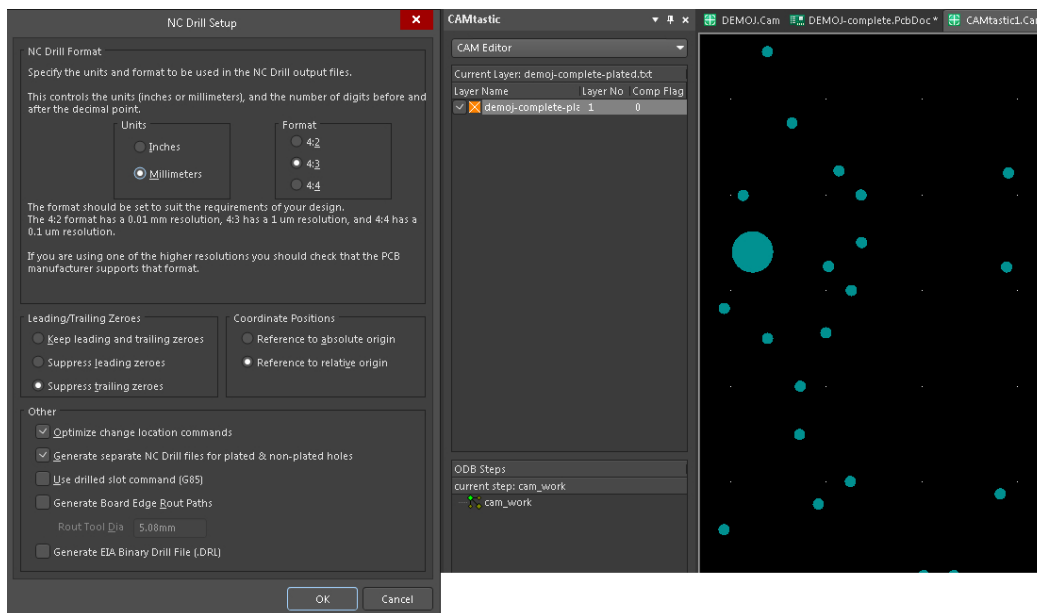 NC Drill Setup
NC Drill Format
Specify the units and format to be used in the NC Drill output files.
This controls the units (inches or millimeters), and the number of digits before and
after the decimal point.
Units
Inches
Millimeters
Format
4:2
4:3
4:4
The format should be set to suit the requirements of your design.
The 4:2 format has a 0.01 mm resolution, 4:3 has a 1 um resolution, and 4:4 has a
0.1 um resolution.
If you are using one of the higher resolutions you should check that the PCB
manufacturer supports that format.
Leading/Trailing Zeroes
Keep leading and trailing zeroes
Suppress leading zeroes
Suppress trailing zeroes
Coordinate Positions
Reference to absolute origin
Reference to relative origin
Other
Optimize change location commands
Generate separate NC Drill files for plated & non-plated holes
Use drilled slot command (G85)
Generate Board Edge Rout Paths
Rout Tool Dia 5.08mm
Generate EIA Binary Drill File (.DRL)
OK Cancel
CAMtastic
CAM Editor
Current Layer: demoj-complete-plated.txt
Layer Name Layer No Comp Flag
demoj-complete-pla 1 0
ODB Steps
current step: cam_work
cam_work
DEMOJ.Cam DEMOJ-complete.PcbDoc * CAMtastic1.Cam